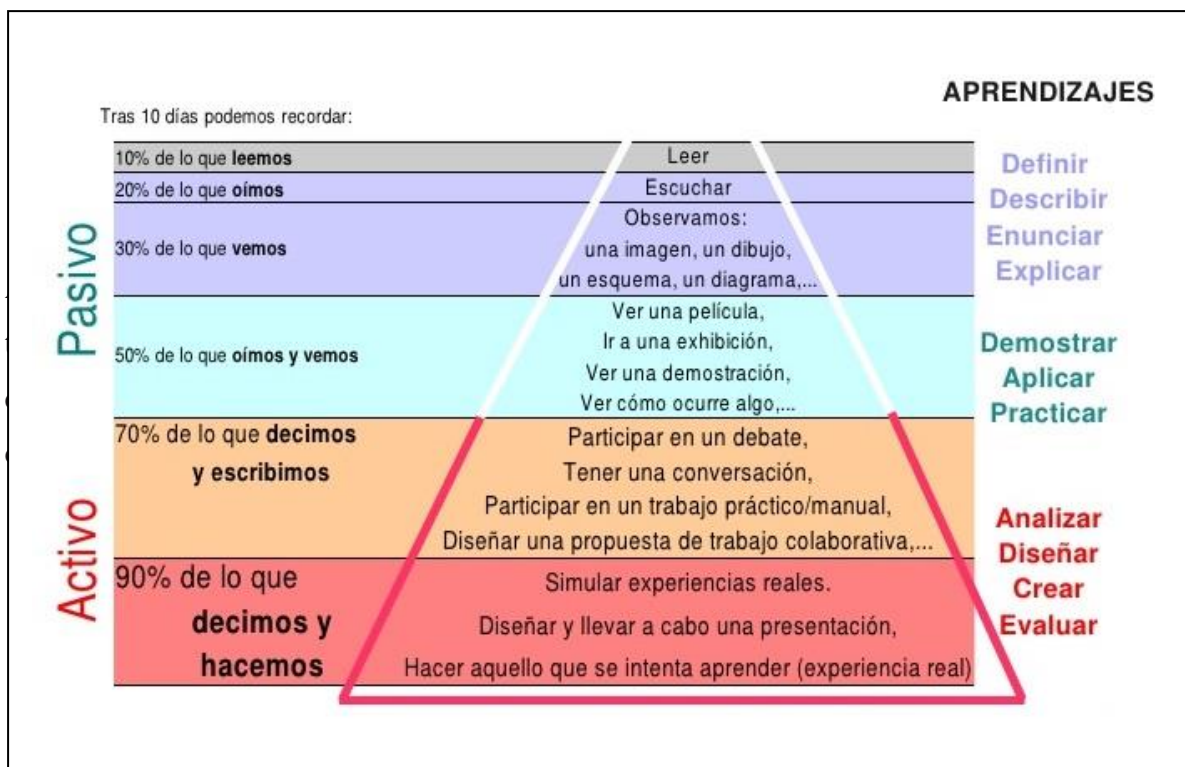 APRENDIZAJES
Tras 10 días podemos recordar:
Pasivo
10% de lo que leemos
Leer
20% de lo que oímos
Escuchar
30% de lo que vemos
Observamos:
una imagen, un dibujo,
un esquema, un diagrama,...
Definir
Describir
Enunciar
Explicar
50% de lo que oímos y vemos
Ver una película,
Ir a una exhibición,
Ver una demostración,
Ver cómo ocurre algo,...
Demostrar
Aplicar
Practicar
Activo
70% de lo que decimos
y escribimos
Participar en un debate,
Tener una conversación,
Participar en un trabajo práctico/manual,
Diseñar una propuesta de trabajo colaborativa,...
90% de lo que
decimos y
hacemos
Simular experiencias reales.
Diseñar y llevar a cabo una presentación,
Hacer aquello que se intenta aprender (experiencia real)
Analizar
Diseñar
Crear
Evaluar